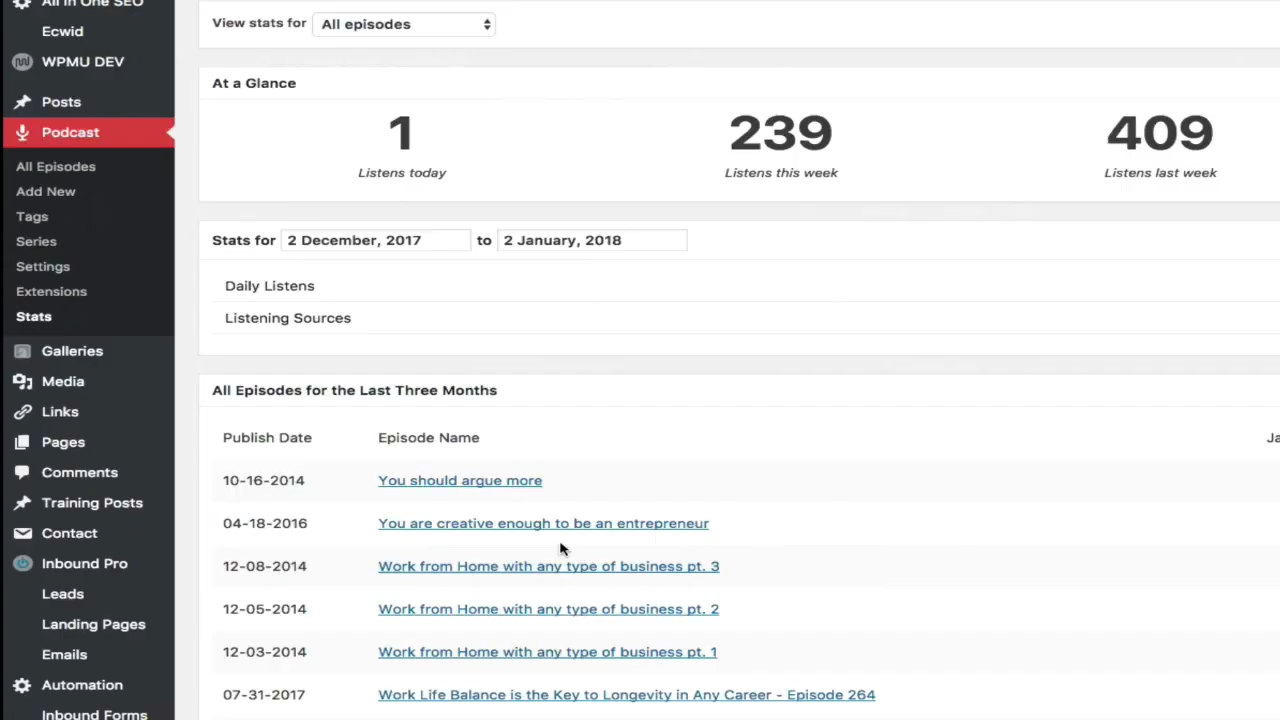 All in One SEO
Ecwid
WPMU DEV
Posts
Podcast
All Episodes
Add New
Tags
Series
Settings
Extensions
Stats
Galleries
Media
Links
Pages
Comments
Training Posts
Contact
Inbound Pro
Leads
Landing Pages
Emails
Automation
Inbound Forms
View stats for All episodes
At a Glance
1 239 409
Listens today Listens this week Listens last week
Stats for 2 December, 2017 to 2 January, 2018
Daily Listens
Listening Sources
All Episodes for the Last Three Months
Publish Date Episode Name Ja
10-16-2014 You should argue more
04-18-2016 You are creative enough to be an entrepreneur
12-08-2014 Work from Home with any type of business pt. 3
12-05-2014 Work from Home with any type of business pt. 2
12-03-2014 Work from Home with any type of business pt. 1
07-31-2017 Work Life Balance is the Key to Longevity in Any Career - Episode 264